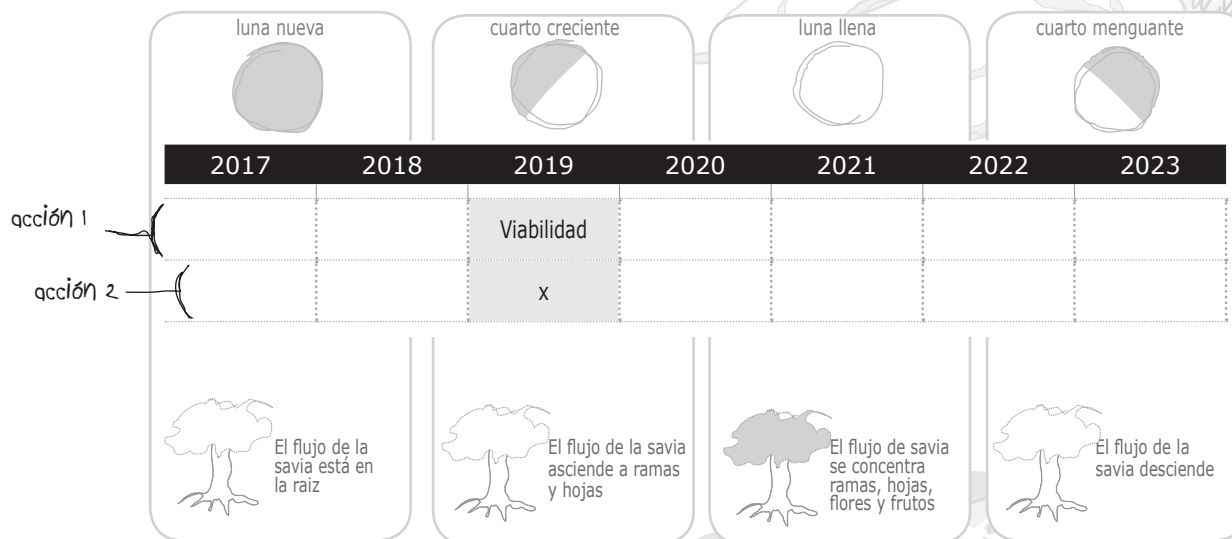 luna nueva
cuarto creciente
luna llena
cuarto menguante
2017 2018 2019 2020 2021 2022 2023
acción 1
Viabilidad
acción 2
x
El flujo de la
savia está en
la raiz
El flujo de la savia
asciende a ramas
y hojas
El flujo de savia
se concentra
ramas, hojas,
flores y frutos
El flujo de la
savia desciende